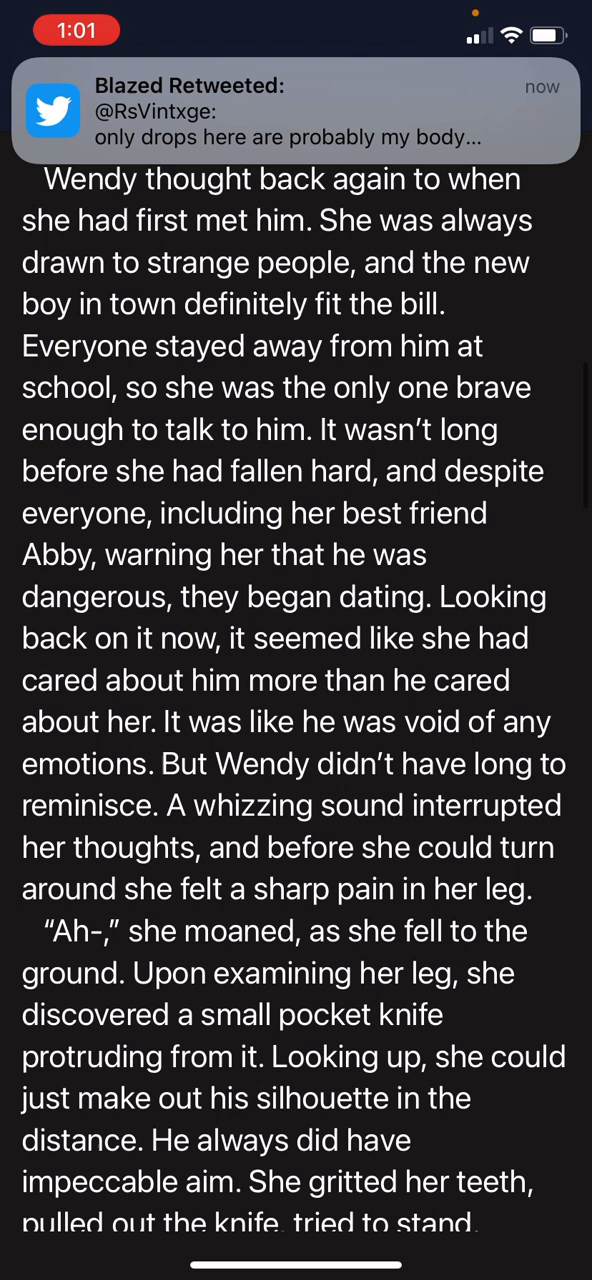 1:01
Blazed Retweeted:
now
@RsVintxge:
only drops here are probably my body...
Wendy thought back again to when
she had first met him. She was always
drawn to strange people, and the new
boy in town definitely fit the bill.
Everyone stayed away from him at
school, so she was the only one brave
enough to talk to him. It wasn’t long
before she had fallen hard, and despite
everyone, including her best friend
Abby, warning her that he was
dangerous, they began dating. Looking
back on it now, it seemed like she had
cared about him more than he cared
about her. It was like he was void of any
emotions. But Wendy didn’t have long to
reminisce. A whizzing sound interrupted
her thoughts, and before she could turn
around she felt a sharp pain in her leg.
“Ah-,” she moaned, as she fell to the
ground. Upon examining her leg, she
discovered a small pocket knife
protruding from it. Looking up, she could
just make out his silhouette in the
distance. He always did have
impeccable aim. She gritted her teeth,
pulled out the knife, tried to stand,